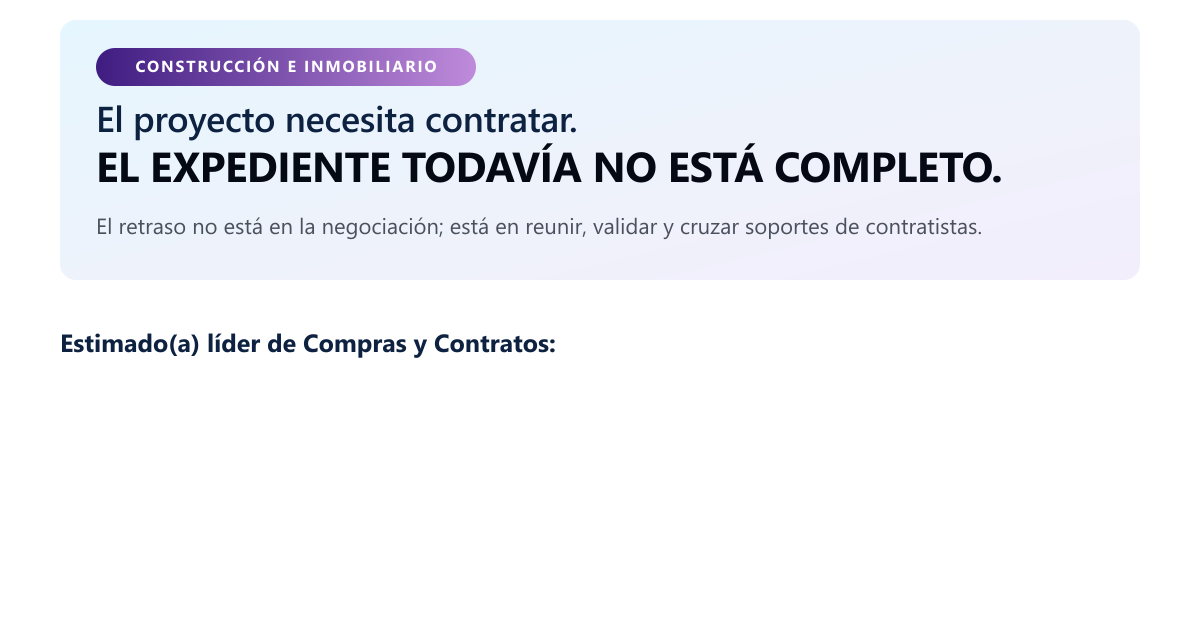 CONSTRUCCIÓN E INMOBILIARIO
El proyecto necesita contratar.
EL EXPEDIENTE TODAVÍA NO ESTÁ COMPLETO.
El retraso no está en la negociación; está en reunir, validar y cruzar soportes de contratistas.
Estimado(a) líder de Compras y Contratos: